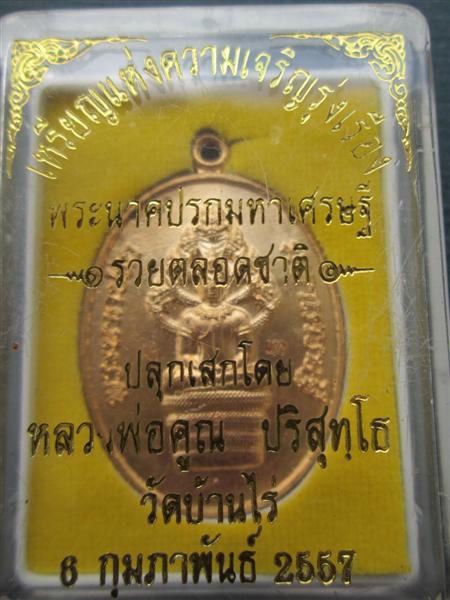 เหรียญแห่งความเจริญรุ่งเรือง
พระนาคปรกมหาเศรษฐี
๑ รวยตลอดชาติ ๑
ปลุกเสกโดย
หลวงพ่อคูณ ปริสุทฺโธ
วัดบ้านไร่
6 กุมภาพันธ์ 2557